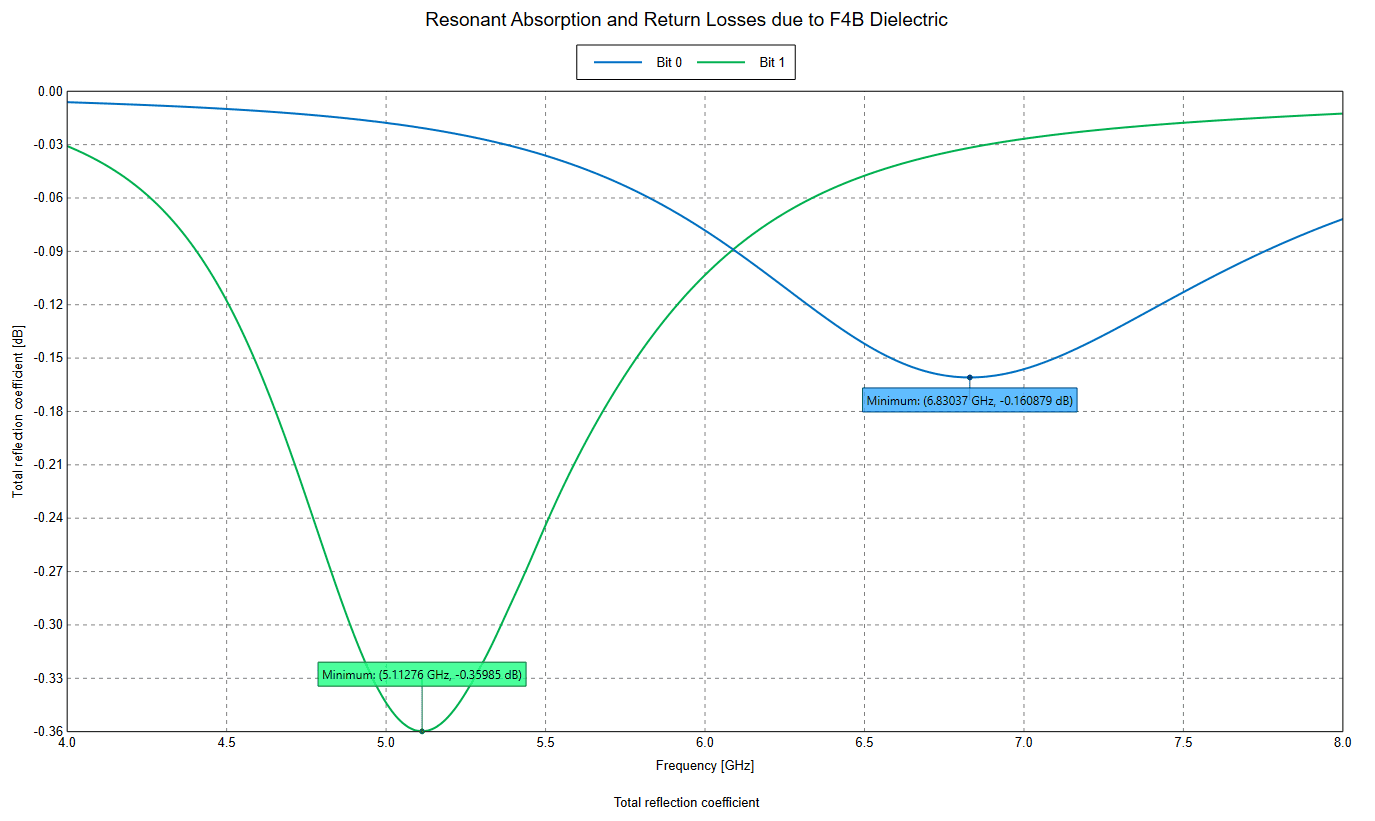 Resonant Absorption and Return Losses due to F4B Dielectric
Bit 0 Bit 1
0.00
-0.03
-0.06
-0.09
-0.12
-0.15
-0.18
-0.21
-0.24
-0.27
-0.30
-0.33
-0.36
Total reflection coefficient [dB]
Minimum: (6.83037 GHz, -0.160879 dB)
Minimum: (5.11276 GHz, -0.35985 dB)
4.0 4.5 5.0 5.5 6.0 6.5 7.0 7.5 8.0
Frequency [GHz]
Total reflection coefficient